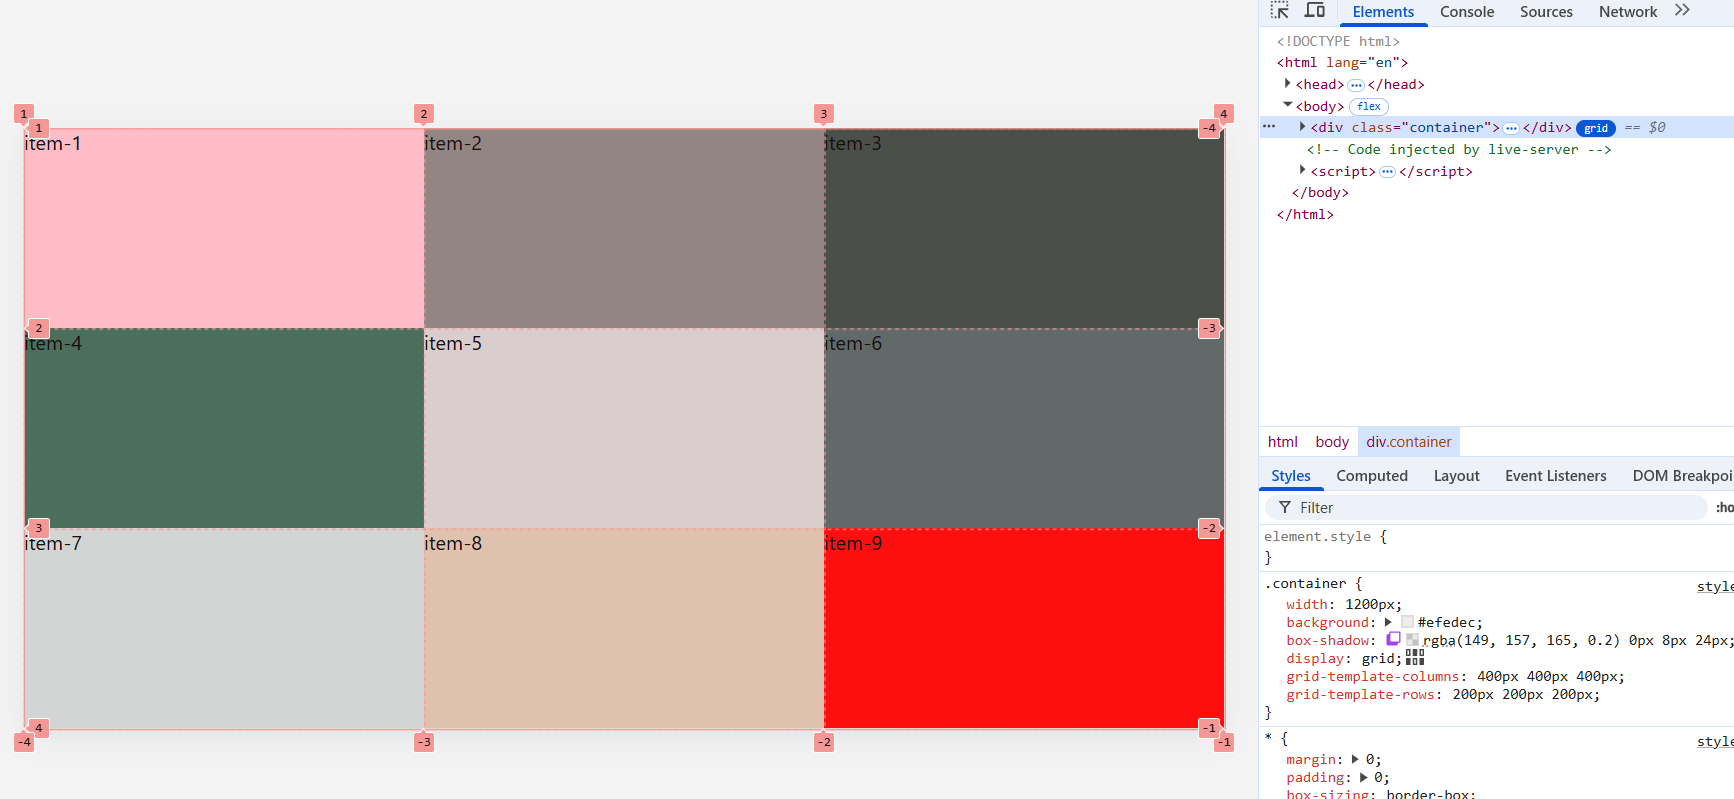 Elements Console Sources Network
<!DOCTYPE html>
<html lang="en">
<head> </head>
<body> flex
<div class="container"> </div> grid == $0
<!-- Code injected by live-server -->
<script> </script>
</body>
</html>
1 2 3 4
1 -4
item-1 item-2 item-3
2 -3
item-4 item-5 item-6
3 -2
item-7 item-8 item-9
4 -1
-4 -3 -2 -1
html body div.container
Styles Computed Layout Event Listeners DOM Breakpoi
Filter :ho
element.style {
}
.container { style
width: 1200px;
background: #efedec;
box-shadow: rgba(149, 157, 165, 0.2) 0px 8px 24px;
display: grid;
grid-template-columns: 400px 400px 400px;
grid-template-rows: 200px 200px 200px;
}
* { style
margin: 0;
padding: 0;
box-sizing: border-box;